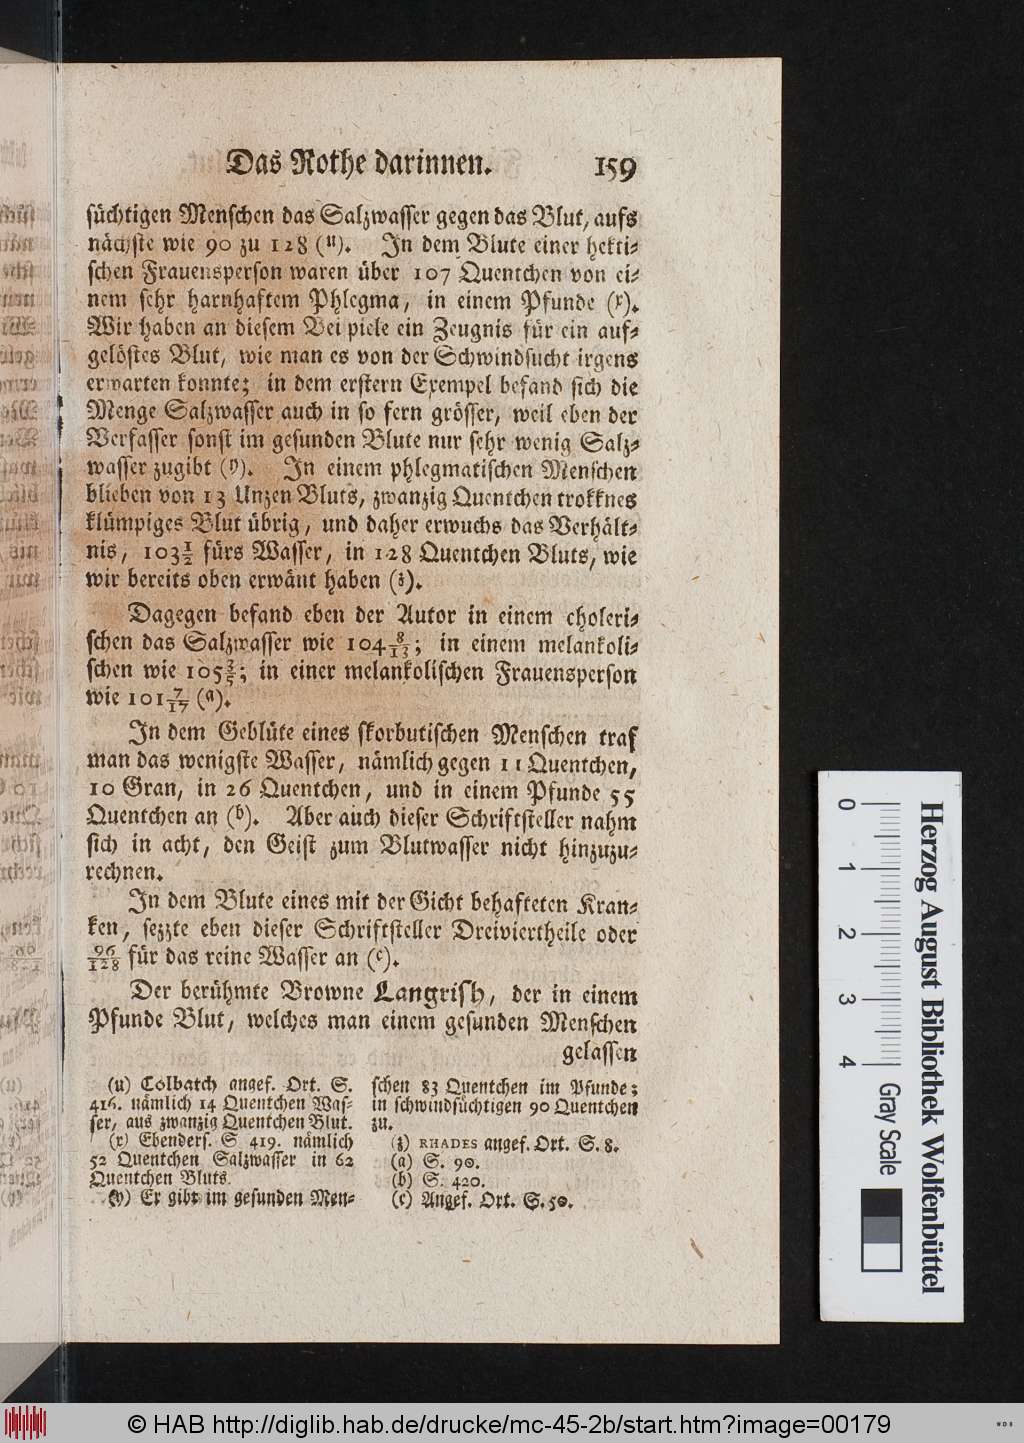 Das Rothe darinnen. 159
süchtigen Menschen das Salzwasser gegen das Blut, aufs
nächste wie 90 zu 128 (u). In dem Blute einer hekti-
schen Frauensperson waren über 107 Quentchen von ei-
nem sehr harnhaftem Phlegma, in einem Pfunde (x).
Wir haben an diesem Bei piele ein Zeugnis für ein auf-
gelöstes Blut, wie man es von der Schwindsucht irgens
erwarten konnte; in dem erstern Exempel befand sich die
Menge Salzwasser auch in so fern grösser, weil eben der
Verfasser sonst im gesunden Blute nur sehr wenig Salz-
wasser zugibt (y). In einem phlegmatischen Menschen
blieben von 13 Unzen Bluts, zwanzig Quentchen trokknes
klümpiges Blut übrig, und daher erwuchs das Verhält-
nis, 103 1/2 fürs Wasser, in 128 Quentchen Bluts, wie
wir bereits oben erwänt haben (z).
Dagegen befand eben der Autor in einem choleri-
schen das Salzwasser wie 104 8/13; in einem melankoli-
schen wie 105 3/5; in einer melankolischen Frauensperson
wie 101 7/17 (a).
In dem Geblüte eines skorbutischen Menschen traf
man das wenigste Wasser, nämlich gegen 11 Quentchen,
10 Gran, in 26 Quentchen, und in einem Pfunde 55
Quentchen an (b). Aber auch dieser Schriftsteller nahm
sich in acht, den Geist zum Blutwasser nicht hinzuzu-
rechnen.
In dem Blute eines mit der Gicht behafteten Kran-
ken, sezzte eben dieser Schriftsteller Dreiviertheile oder
96/128 für das reine Wasser an (c).
Der berühmte Browne Langrish, der in einem
Pfunde Blut, welches man einem gesunden Menschen
gelassen
(u) Colbatch angef. Ort. S.
416. nämlich 14 Quentchen Was-
ser, aus zwanzig Quentchen Blut.
(x) Ebenders. S 419. nämlich
52 Quentchen Salzwasser in 62
Quentchen Bluts.
(y) Er gibt im gesunden Men-
schen 83 Quentchen im Pfunde;
in schwindsüchtigen 90 Quentchen
zu.
(z) RHADES angef. Ort. S. 8.
(a) S. 90.
(b) S. 420.
(c) Angef. Ort. S. 50.
0 1 2 3 4
Herzog August Bibliothek Wolfenbüttel
Gray Scale
© HAB http://diglib.hab.de/drucke/mc-45-2b/start.htm?image=00179